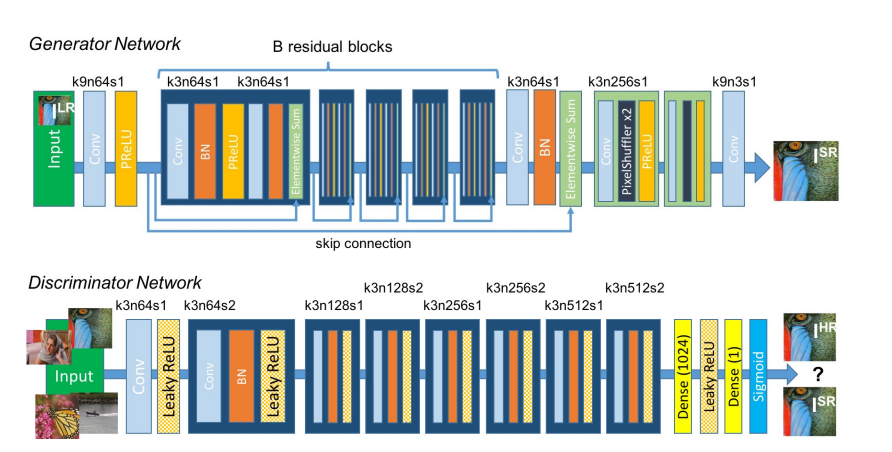 Generator Network
B residual blocks
k9n64s1
k3n64s1
k3n64s1
k3n64s1
k3n256s1
k9n3s1
I LR
Input
Conv
PReLU
Conv
BN
PReLU
Elementwise Sum
Conv
BN
Elementwise Sum
Conv
PixelShuffler x2
PReLU
Conv
I SR
skip connection
Discriminator Network
k3n64s1
k3n64s2
k3n128s1
k3n128s2
k3n256s1
k3n256s2
k3n512s1
k3n512s2
Input
Conv
Leaky ReLU
Conv
BN
Leaky ReLU
Dense (1024)
Leaky ReLU
Dense (1)
Sigmoid
I HR
?
I SR